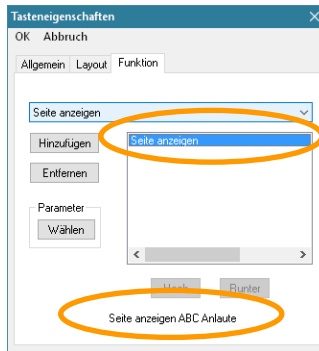 Tasteneigenschaften
OK Abbruch
Allgemein Layout Funktion
Seite anzeigen
Hinzufügen
Seite anzeigen
Entfernen
Parameter
Wählen
Hoch Runter
Seite anzeigen ABC Anlaute